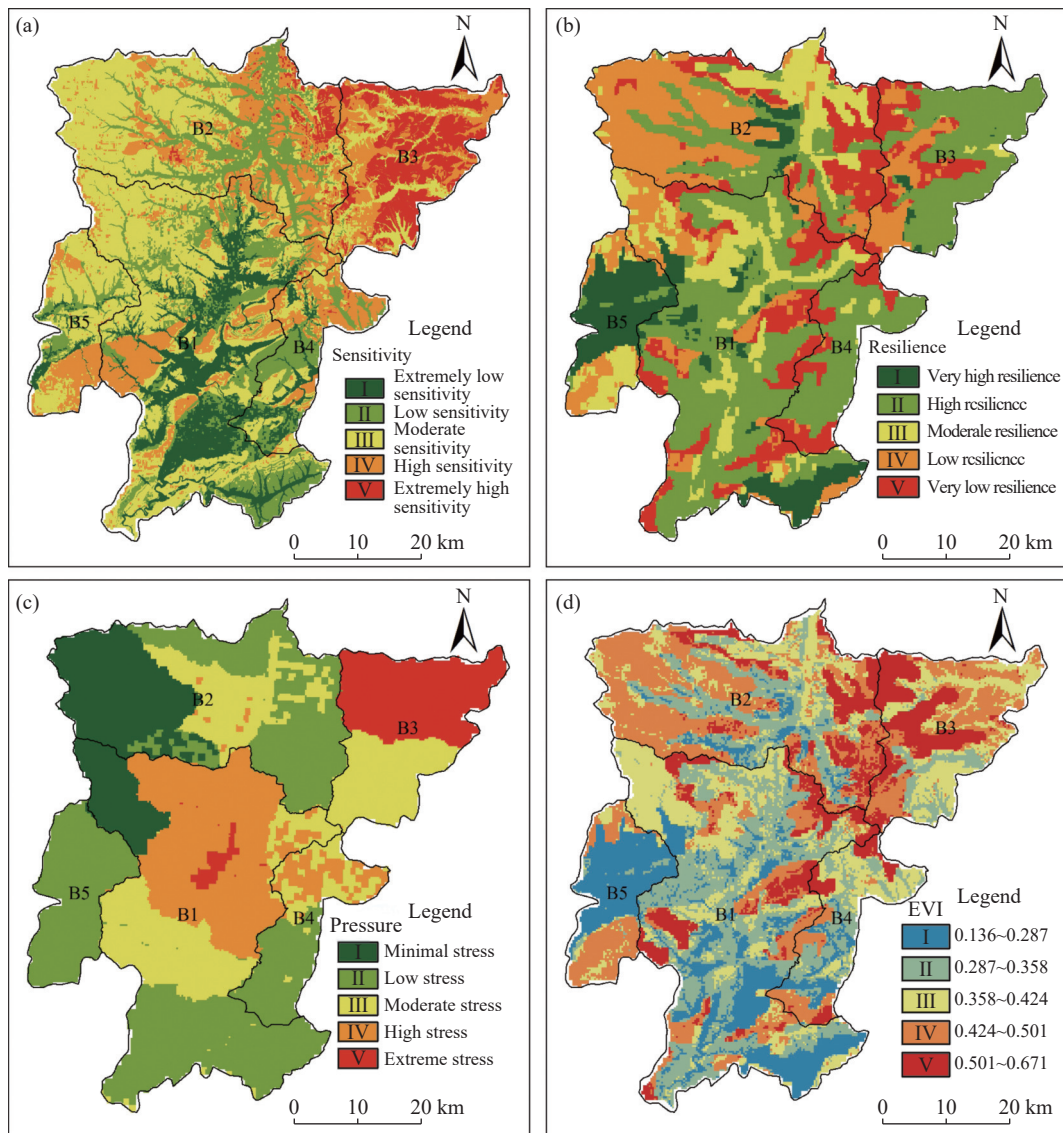 (a)
N
B2
B3
B5
B1
B4
Legend
Sensitivity
I Extremely low
sensitivity
II Low sensitivity
III Moderate
sensitivity
IV High sensitivity
V Extremely high
sensitivity
0 10 20 km
(b)
N
B2
B3
B5
B1
B4
Legend
Resilience
I Very high resilience
II High rcsilicncc
III Moderale resilience
IV Low rcsilicncc
V Very low resilience
0 10 20 km
(c)
N
B2
B3
B5
B1
B4
Legend
Pressure
I Minimal stress
II Low stress
III Moderate stress
IV High stress
V Extreme stress
0 10 20 km
(d)
N
B2
B3
B5
B1
B4
Legend
EVI
I 0.136~0.287
II 0.287~0.358
III 0.358~0.424
IV 0.424~0.501
V 0.501~0.671
0 10 20 km